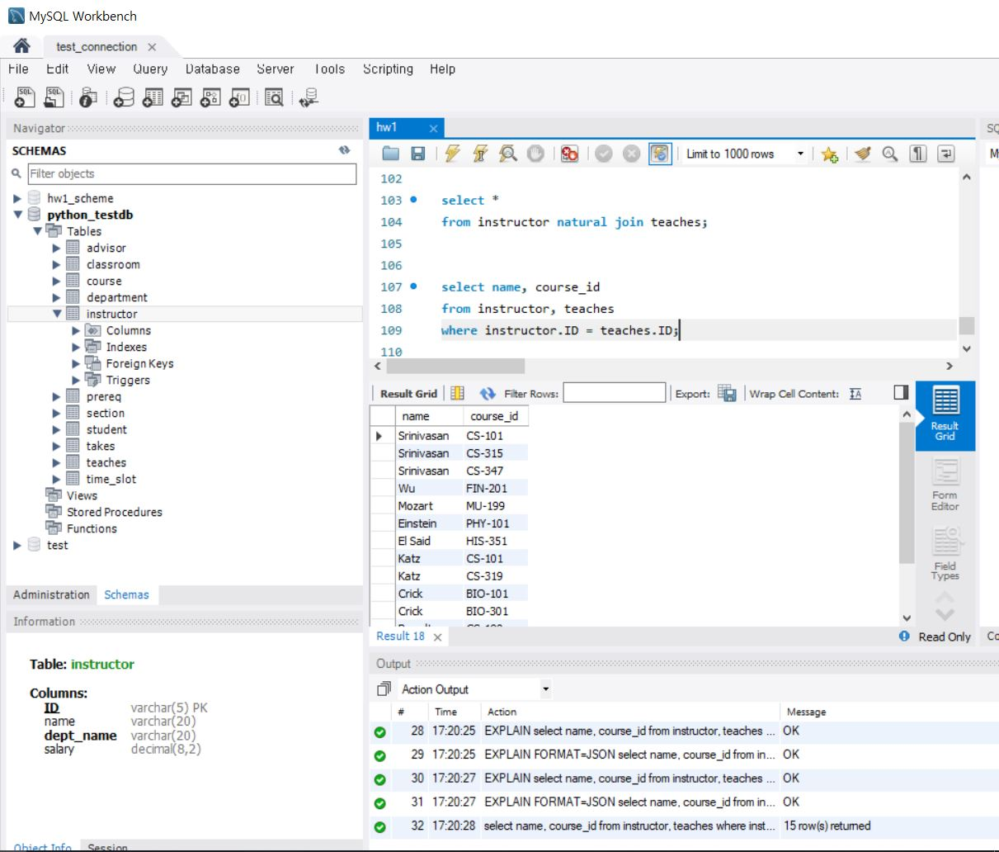 MySQL Workbench
test_connection
File Edit View Query Database Server Tools Scripting Help
Navigator
SCHEMAS
Filter objects
hw1_scheme
python_testdb
Tables
advisor
classroom
course
department
instructor
Columns
Indexes
Foreign Keys
Triggers
prereq
section
student
takes
teaches
time_slot
Views
Stored Procedures
Functions
test
Administration Schemas
Information
Table: instructor
Columns:
ID varchar(5) PK
name varchar(20)
dept_name varchar(20)
salary decimal(8,2)
Object Info Session
hw1
Limit to 1000 rows
102
103 select *
104 from instructor natural join teaches;
105
106
107 select name, course_id
108 from instructor, teaches
109 where instructor.ID = teaches.ID;
110
Result Grid Filter Rows: Export: Wrap Cell Content:
name course_id
Srinivasan CS-101
Srinivasan CS-315
Srinivasan CS-347
Wu FIN-201
Mozart MU-199
Einstein PHY-101
El Said HIS-351
Katz CS-101
Katz CS-319
Crick BIO-101
Crick BIO-301
Result Grid
Form Editor
Field Types
Result 18
Read Only
Output
Action Output
# Time Action Message
28 17:20:25 EXPLAIN select name, course_id from instructor, teaches ... OK
29 17:20:25 EXPLAIN FORMAT=JSON select name, course_id from in... OK
30 17:20:27 EXPLAIN select name, course_id from instructor, teaches ... OK
31 17:20:27 EXPLAIN FORMAT=JSON select name, course_id from in... OK
32 17:20:28 select name, course_id from instructor, teaches where inst... 15 row(s) returned